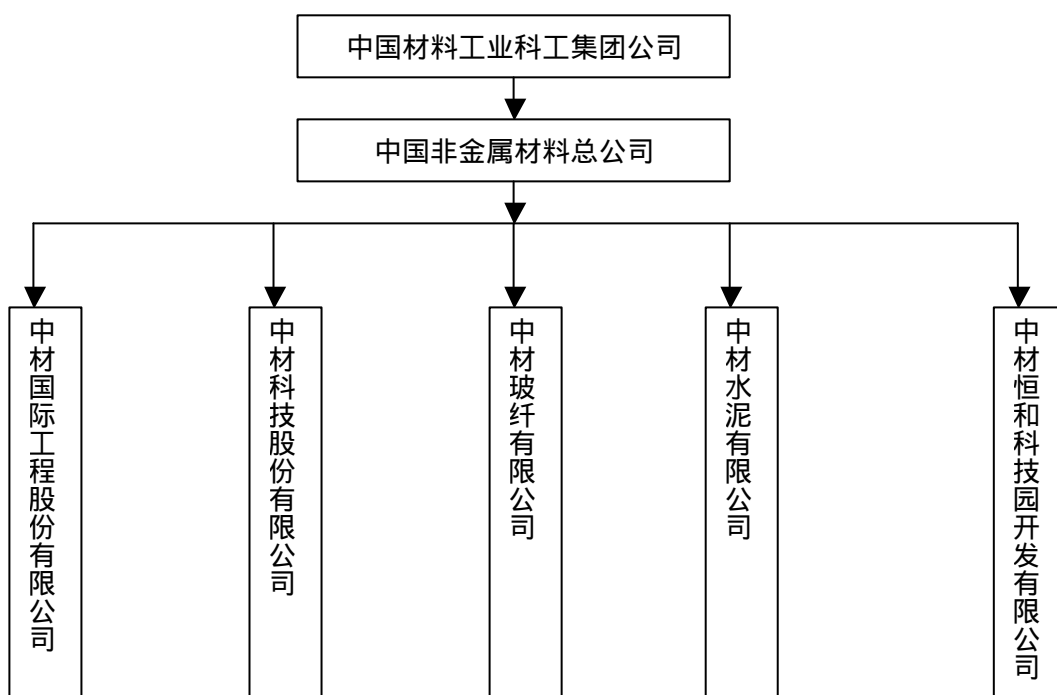 中国材料工业科工集团公司
中国非金属材料总公司
中材国际工程股份有限公司
中材科技股份有限公司
中材玻纤有限公司
中材水泥有限公司
中材恒和科技园开发有限公司